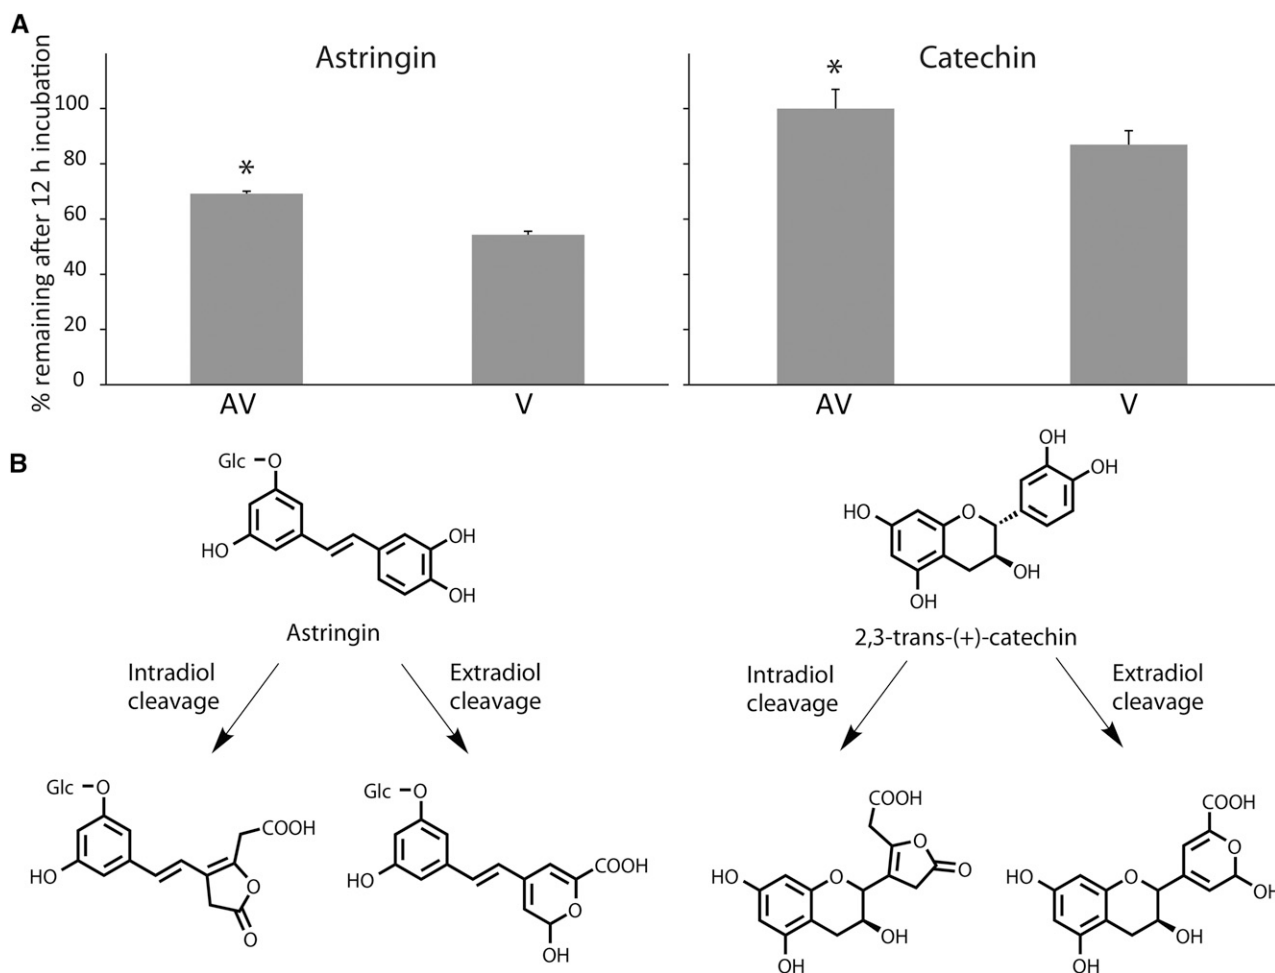 A
% remaining after 12 h incubation
Astringin
Catechin
100
80
60
40
20
0
*
*
AV
V
AV
V
B
Glc
O
HO
OH
OH
Astringin
HO
O
OH
OH
OH
OH
2,3-trans-(+)-catechin
Intradiol
cleavage
Extradiol
cleavage
Intradiol
cleavage
Extradiol
cleavage
Glc
O
HO
COOH
O
O
Glc
O
HO
COOH
O
OH
COOH
O
O
HO
O
OH
OH
COOH
O
OH
HO
O
OH
OH